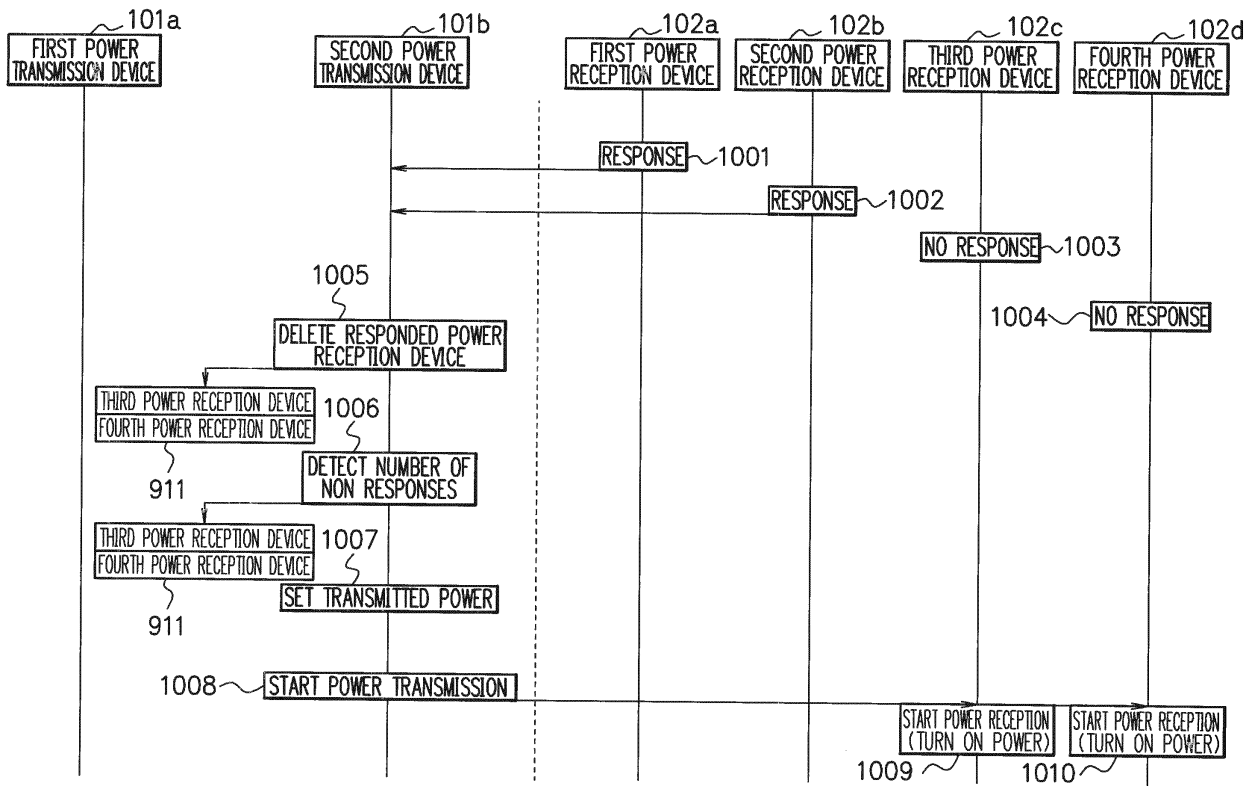 101a
101b
102a
102b
102c
102d
FIRST POWER
TRANSMISSION DEVICE
SECOND POWER
TRANSMISSION DEVICE
FIRST POWER
RECEPTION DEVICE
SECOND POWER
RECEPTION DEVICE
THIRD POWER
RECEPTION DEVICE
FOURTH POWER
RECEPTION DEVICE
RESPONSE
1001
RESPONSE
1002
NO RESPONSE
1003
1004
NO RESPONSE
1005
DELETE RESPONDED POWER
RECEPTION DEVICE
THIRD POWER RECEPTION DEVICE
FOURTH POWER RECEPTION DEVICE
911
1006
DETECT NUMBER OF
NON RESPONSES
THIRD POWER RECEPTION DEVICE
FOURTH POWER RECEPTION DEVICE
911
1007
SET TRANSMITTED POWER
1008
START POWER TRANSMISSION
START POWER RECEPTION
(TURN ON POWER)
1009
START POWER RECEPTION
(TURN ON POWER)
1010